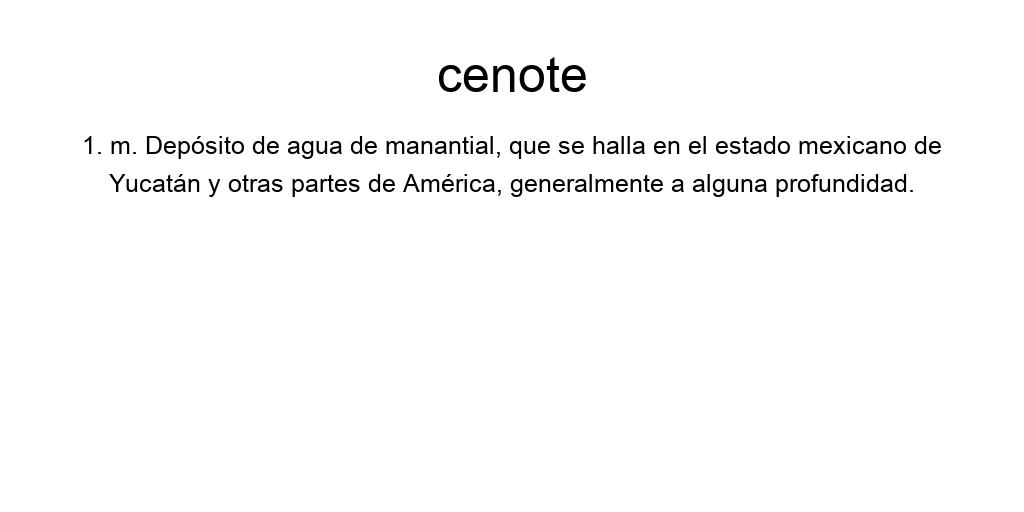 cenote
1. m. Depósito de agua de manantial, que se halla en el estado mexicano de
Yucatán y otras partes de América, generalmente a alguna profundidad.